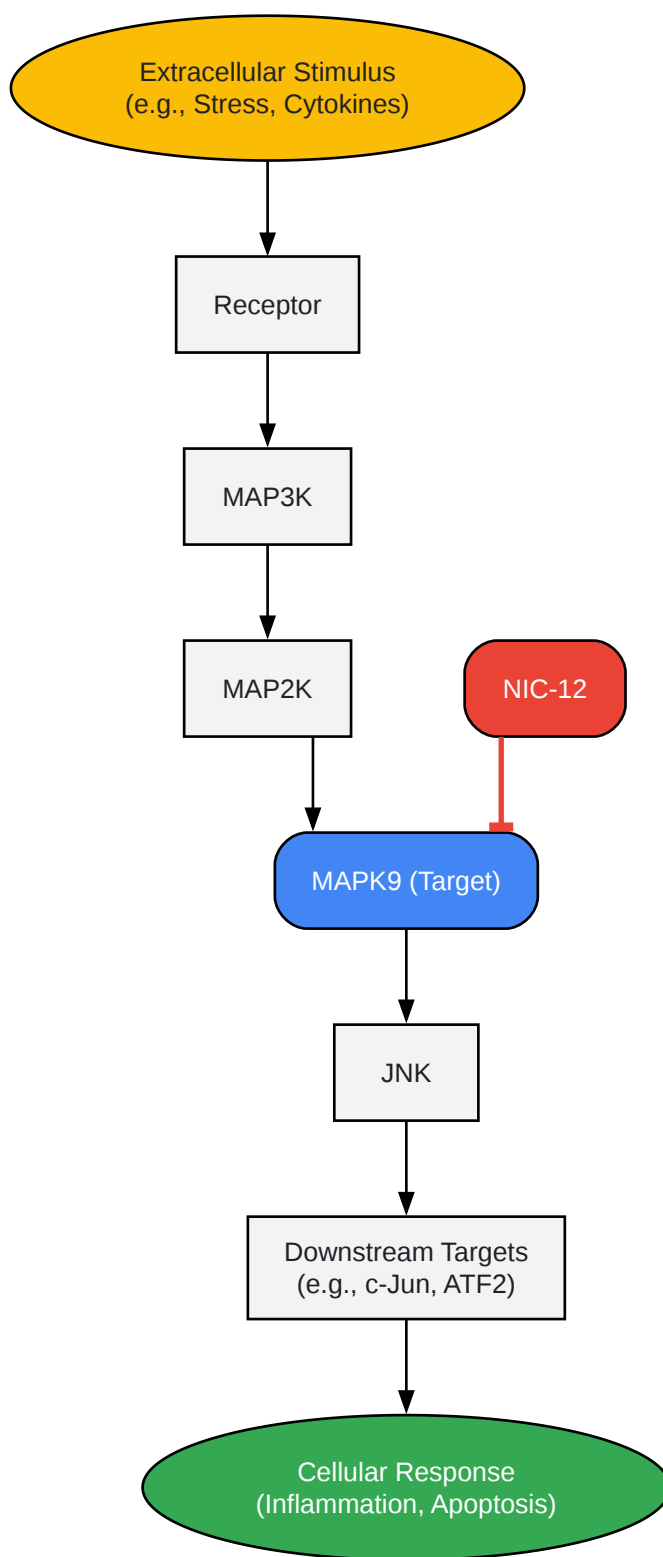 Extracellular Stimulus
(e.g., Stress, Cytokines)
Receptor
MAP3K
MAP2K
NIC-12
MAPK9 (Target)
JNK
Downstream Targets
(e.g., c-Jun, ATF2)
Cellular Response
(Inflammation, Apoptosis)